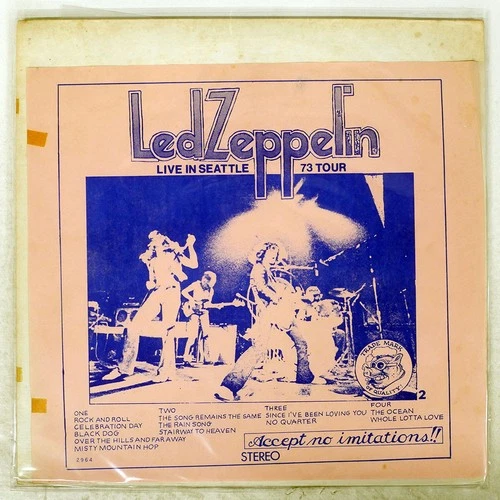 Led Zeppelin
LIVE IN SEATTLE 73 TOUR
TRADE MARK
QUALITY
2
ONE
ROCK AND ROLL
CELEBRATION DAY
BLACK DOG
OVER THE HILLS AND FAR AWAY
MISTY MOUNTAIN HOP
TWO
THE SONG REMAINS THE SAME
THE RAIN SONG
STAIRWAY TO HEAVEN
THREE
SINCE I'VE BEEN LOVING YOU
NO QUARTER
FOUR
THE OCEAN
WHOLE LOTTA LOVE
2964
STEREO
Accept no imitations!!